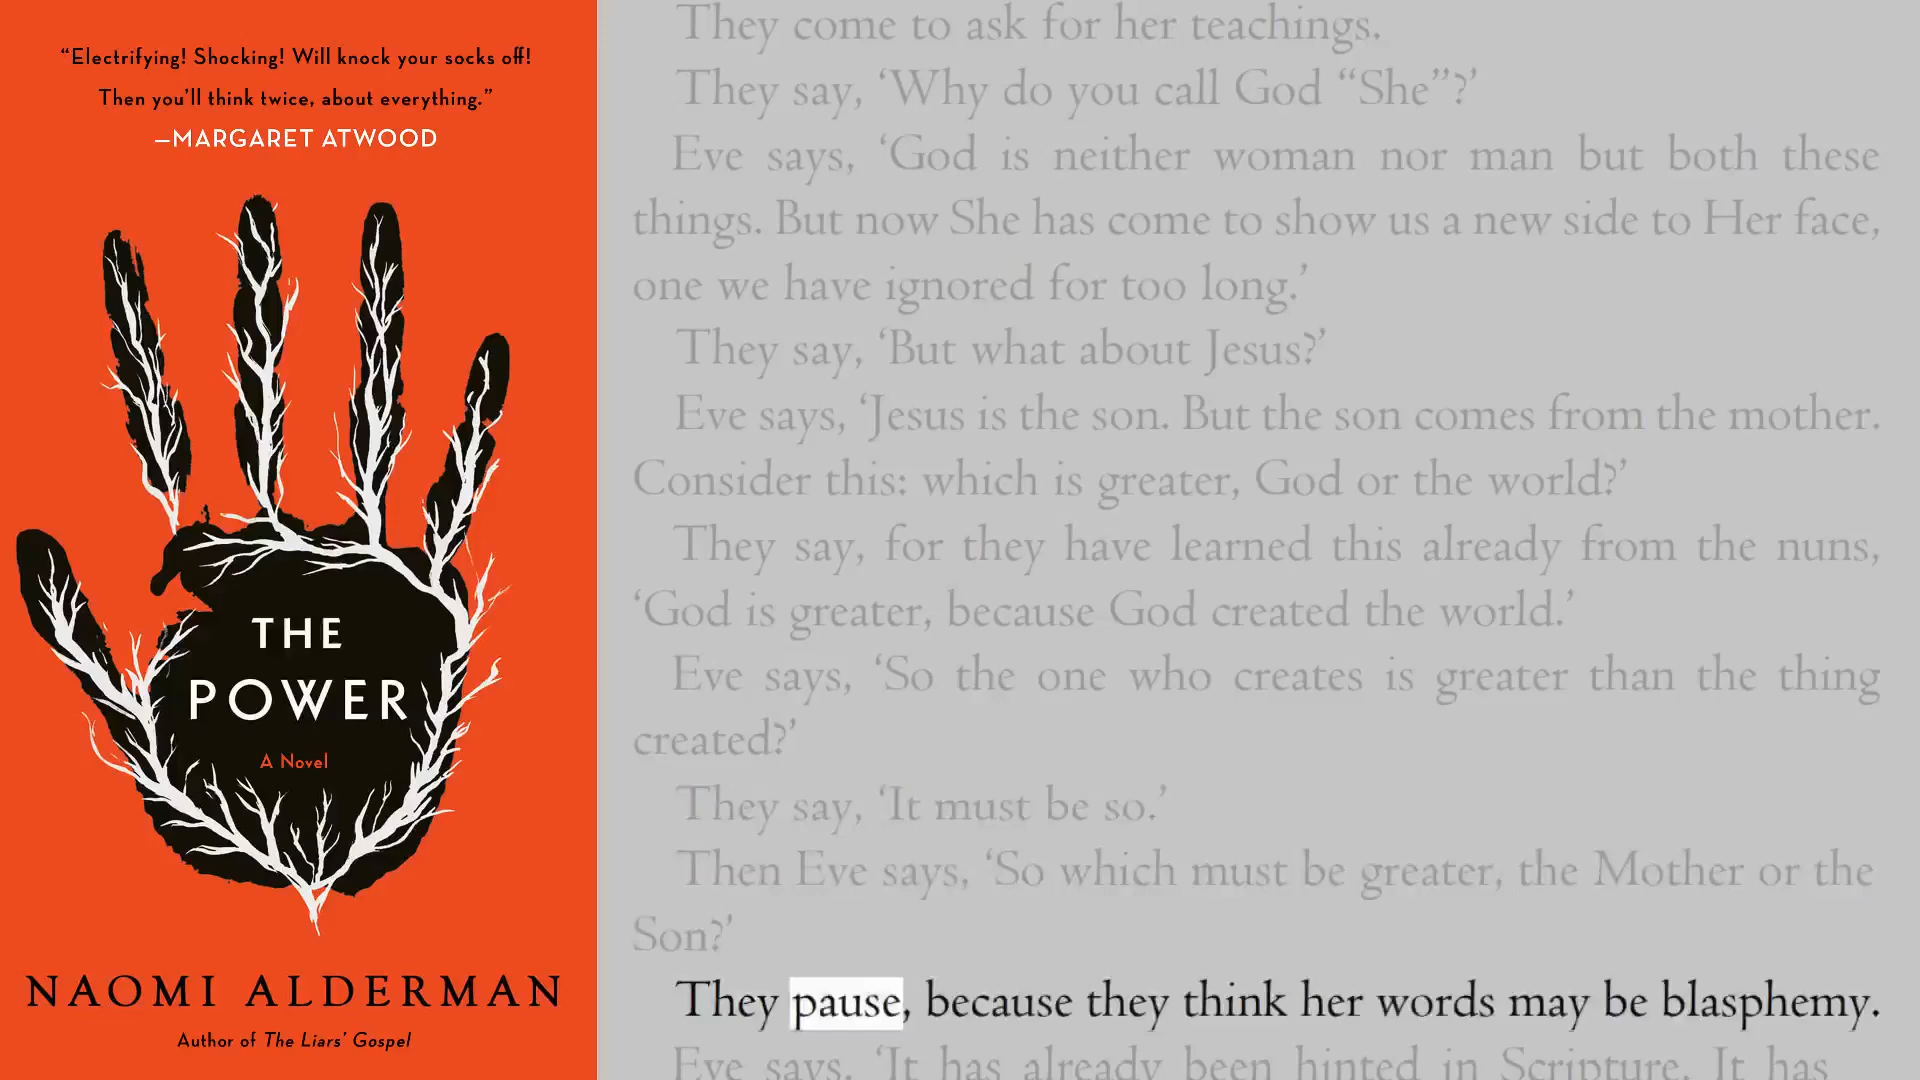 “Electrifying! Shocking! Will knock your socks off!
Then you’ll think twice, about everything.”
—MARGARET ATWOOD
THE
POWER
A Novel
NAOMI ALDERMAN
Author of The Liars’ Gospel
They come to ask for her teachings.
They say, ‘Why do you call God “She”?’
Eve says, ‘God is neither woman nor man but both these
things. But now She has come to show us a new side to Her face,
one we have ignored for too long.’
They say, ‘But what about Jesus?’
Eve says, ‘Jesus is the son. But the son comes from the mother.
Consider this: which is greater, God or the world?’
They say, for they have learned this already from the nuns,
‘God is greater, because God created the world.’
Eve says, ‘So the one who creates is greater than the thing
created?’
They say, ‘It must be so.’
Then Eve says, ‘So which must be greater, the Mother or the
Son?’
They pause, because they think her words may be blasphemy.
Eve says, ‘It has already been hinted in Scripture. It has